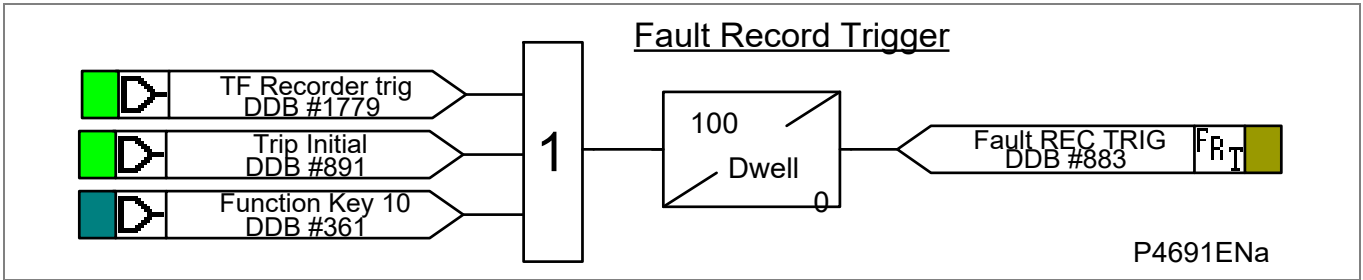 Fault Record Trigger
TF Recorder trig
DDB #1779
Trip Initial
DDB #891
Function Key 10
DDB #361
1
100
Dwell
0
Fault REC TRIG
DDB #883
FRT
P4691ENa